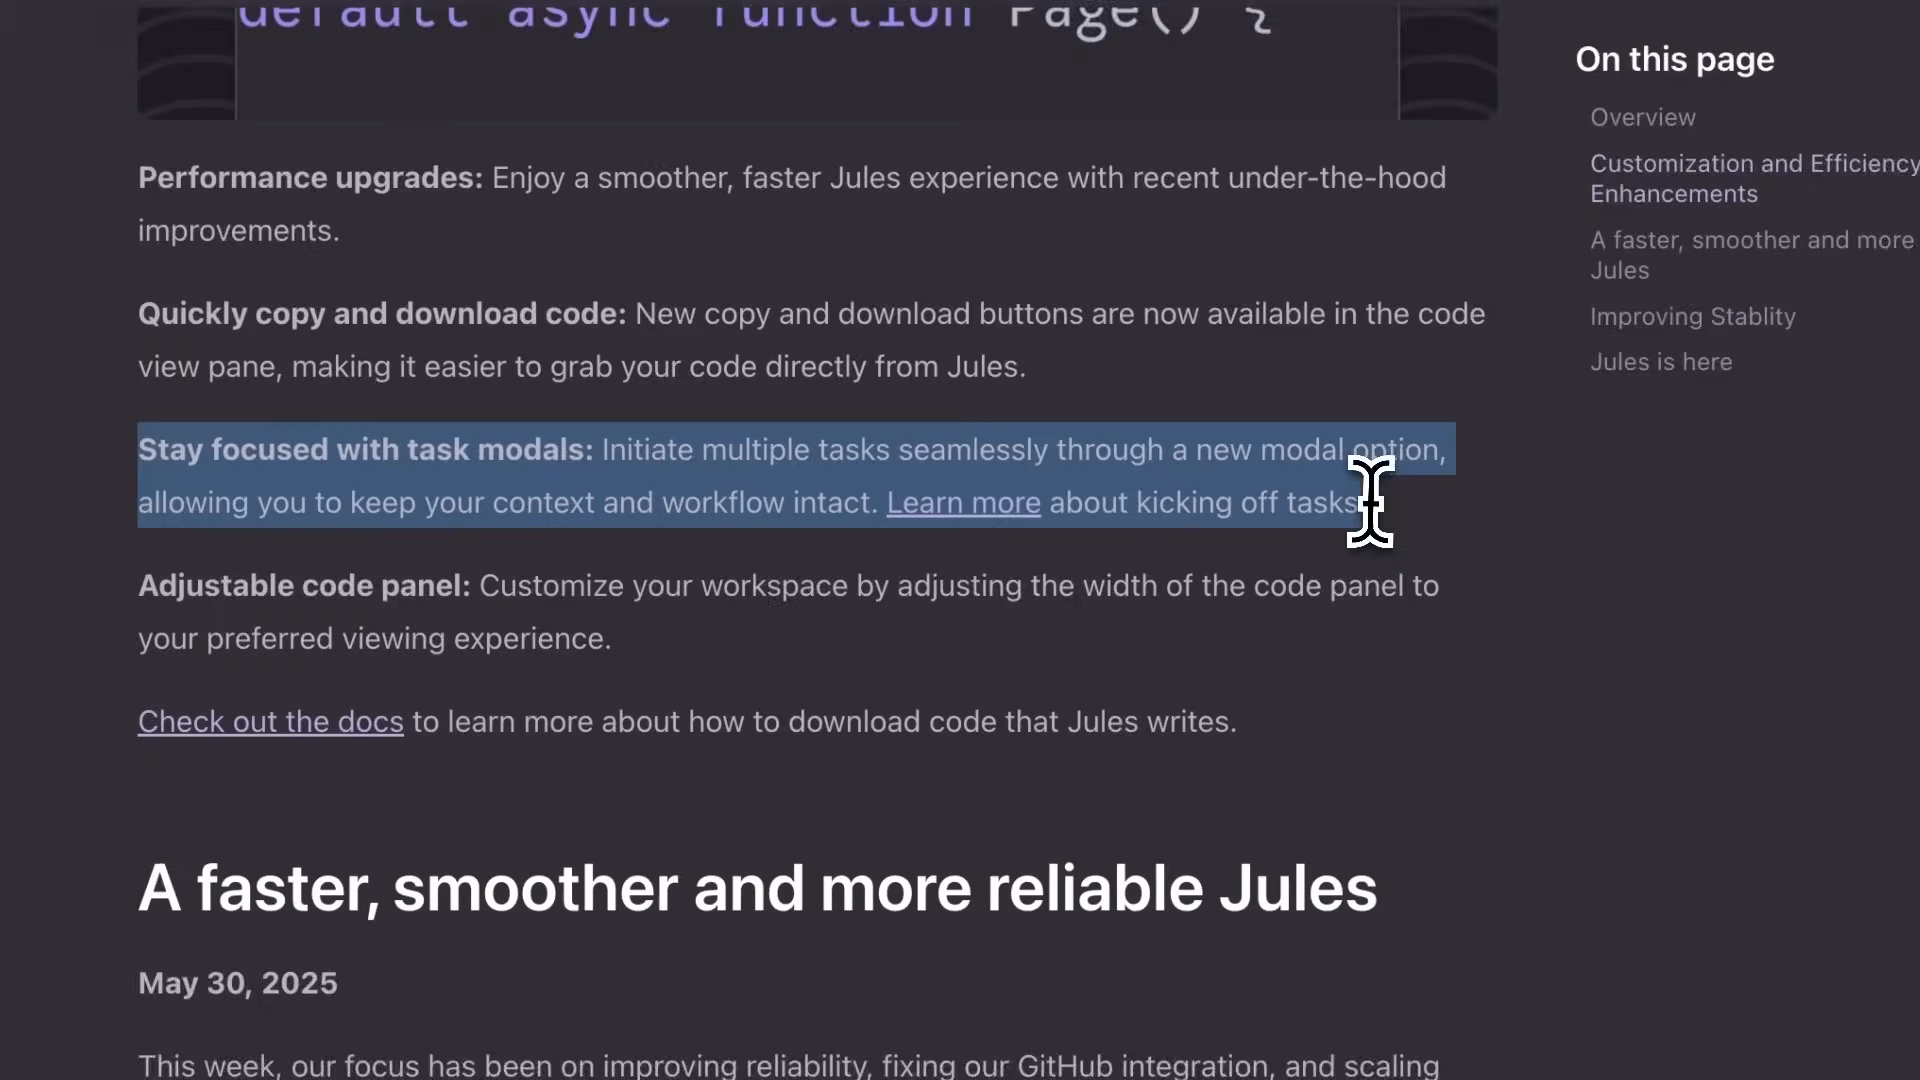 default async function Page() {
Performance upgrades: Enjoy a smoother, faster Jules experience with recent under-the-hood
improvements.
Quickly copy and download code: New copy and download buttons are now available in the code
view pane, making it easier to grab your code directly from Jules.
Stay focused with task modals: Initiate multiple tasks seamlessly through a new modal option,
allowing you to keep your context and workflow intact. Learn more about kicking off tasks
Adjustable code panel: Customize your workspace by adjusting the width of the code panel to
your preferred viewing experience.
Check out the docs to learn more about how to download code that Jules writes.
A faster, smoother and more reliable Jules
May 30, 2025
This week, our focus has been on improving reliability, fixing our GitHub integration, and scaling
On this page
Overview
Customization and Efficiency
Enhancements
A faster, smoother and more
Jules
Improving Stablity
Jules is here